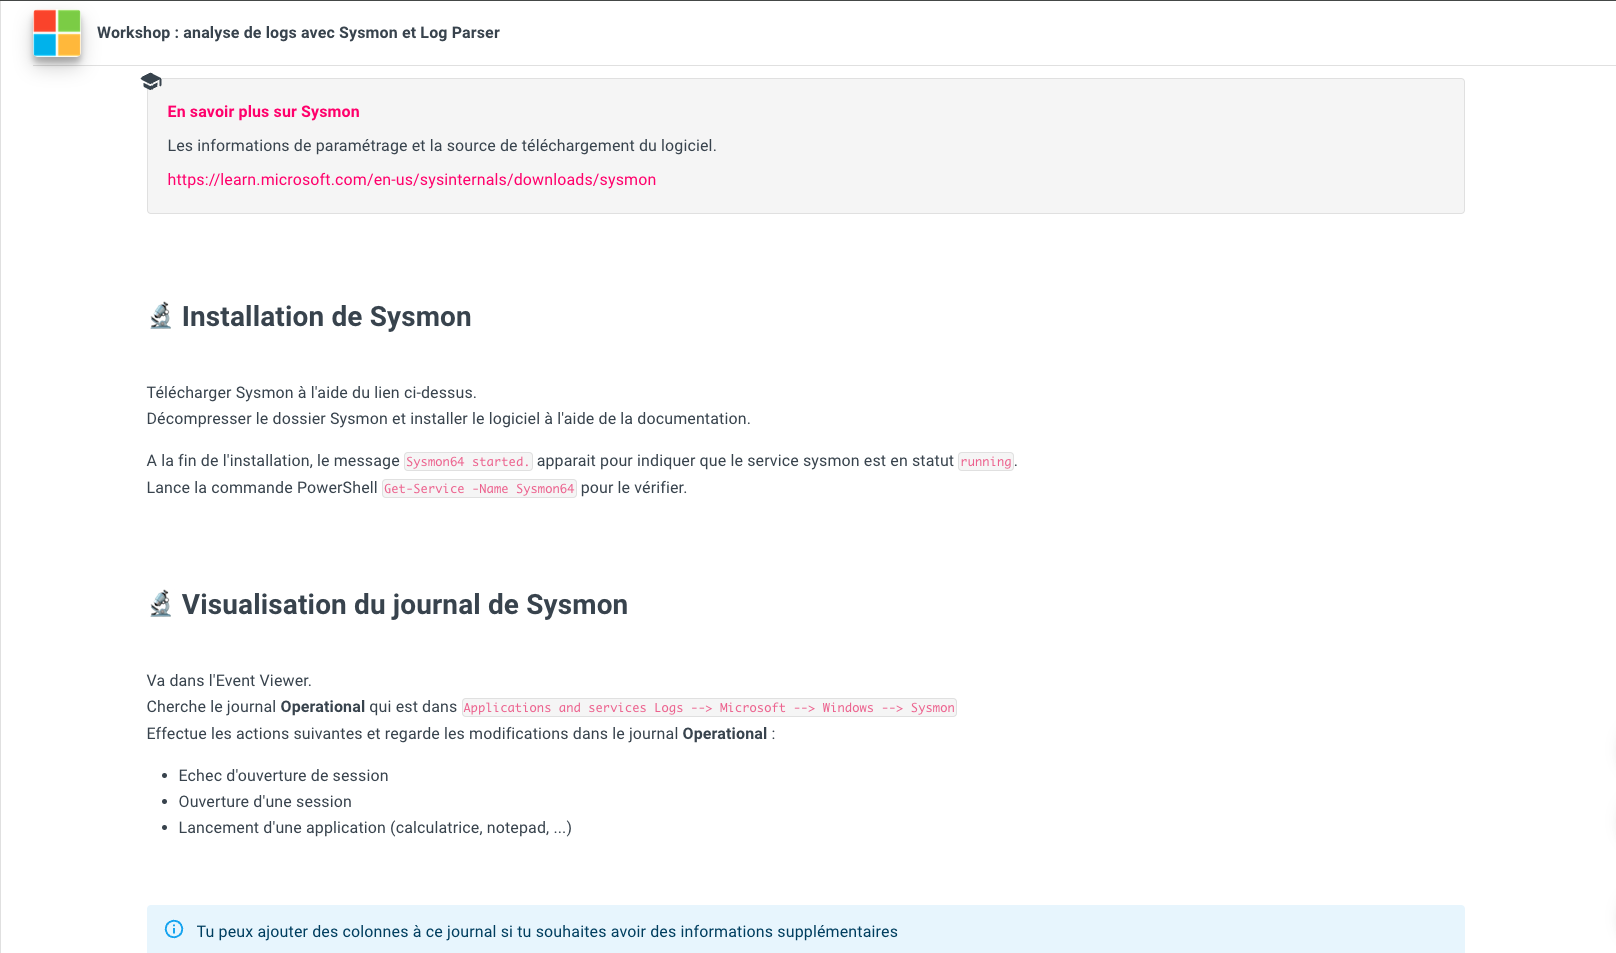 Workshop : analyse de logs avec Sysmon et Log Parser
En savoir plus sur Sysmon
Les informations de paramétrage et la source de téléchargement du logiciel.
https://learn.microsoft.com/en-us/sysinternals/downloads/sysmon
Installation de Sysmon
Télécharger Sysmon à l'aide du lien ci-dessus.
Décompresser le dossier Sysmon et installer le logiciel à l'aide de la documentation.
A la fin de l'installation, le message Sysmon64 started. apparait pour indiquer que le service sysmon est en statut running.
Lance la commande PowerShell Get-Service -Name Sysmon64 pour le vérifier.
Visualisation du journal de Sysmon
Va dans l'Event Viewer.
Cherche le journal Operational qui est dans Applications and services Logs --> Microsoft --> Windows --> Sysmon
Effectue les actions suivantes et regarde les modifications dans le journal Operational :
• Echec d'ouverture de session
• Ouverture d'une session
• Lancement d'une application (calculatrice, notepad, ...)
Tu peux ajouter des colonnes à ce journal si tu souhaites avoir des informations supplémentaires